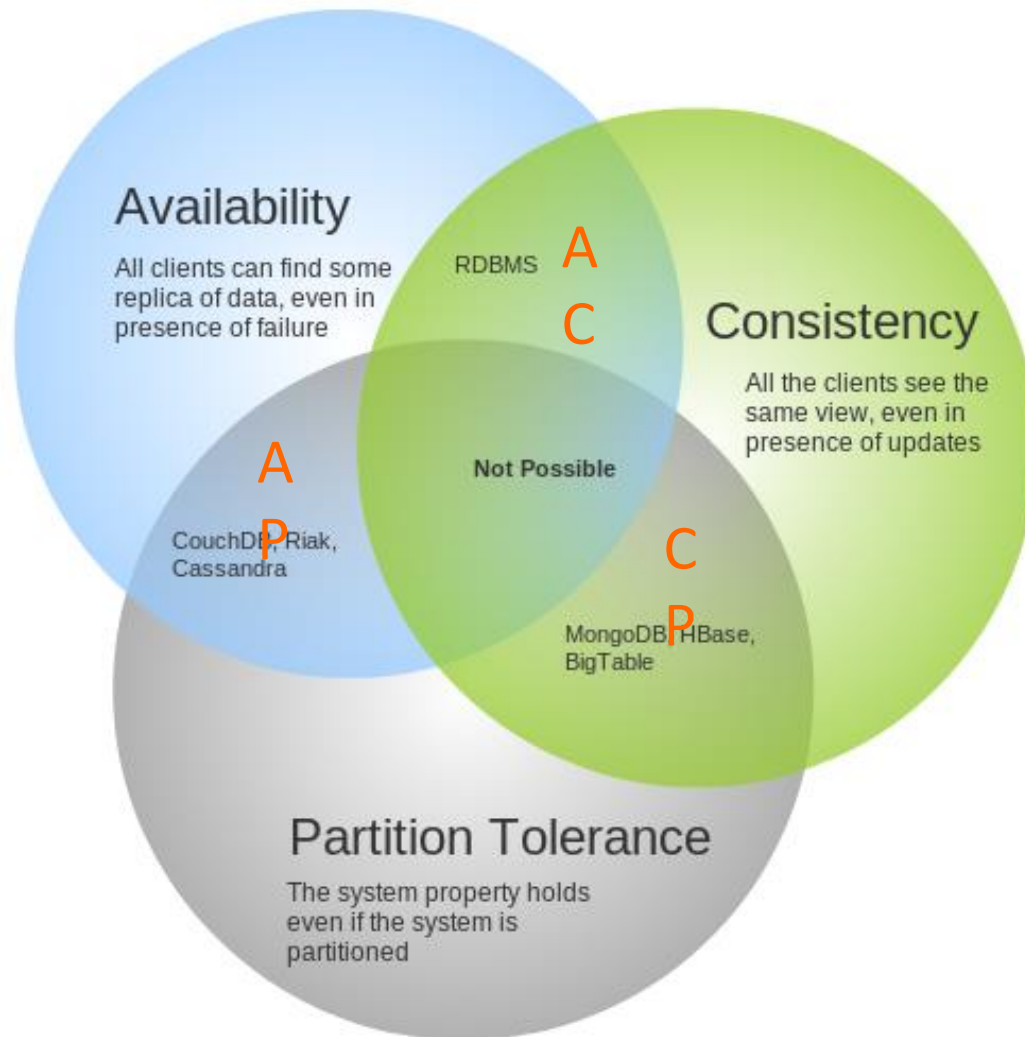 Availability
All clients can find some
replica of data, even in
presence of failure
RDBMS
A
C
Consistency
All the clients see the
same view, even in
presence of updates
A
P
CouchDB, Riak,
Cassandra
Not Possible
C
P
MongoDB, HBase,
BigTable
Partition Tolerance
The system property holds
even if the system is
partitioned